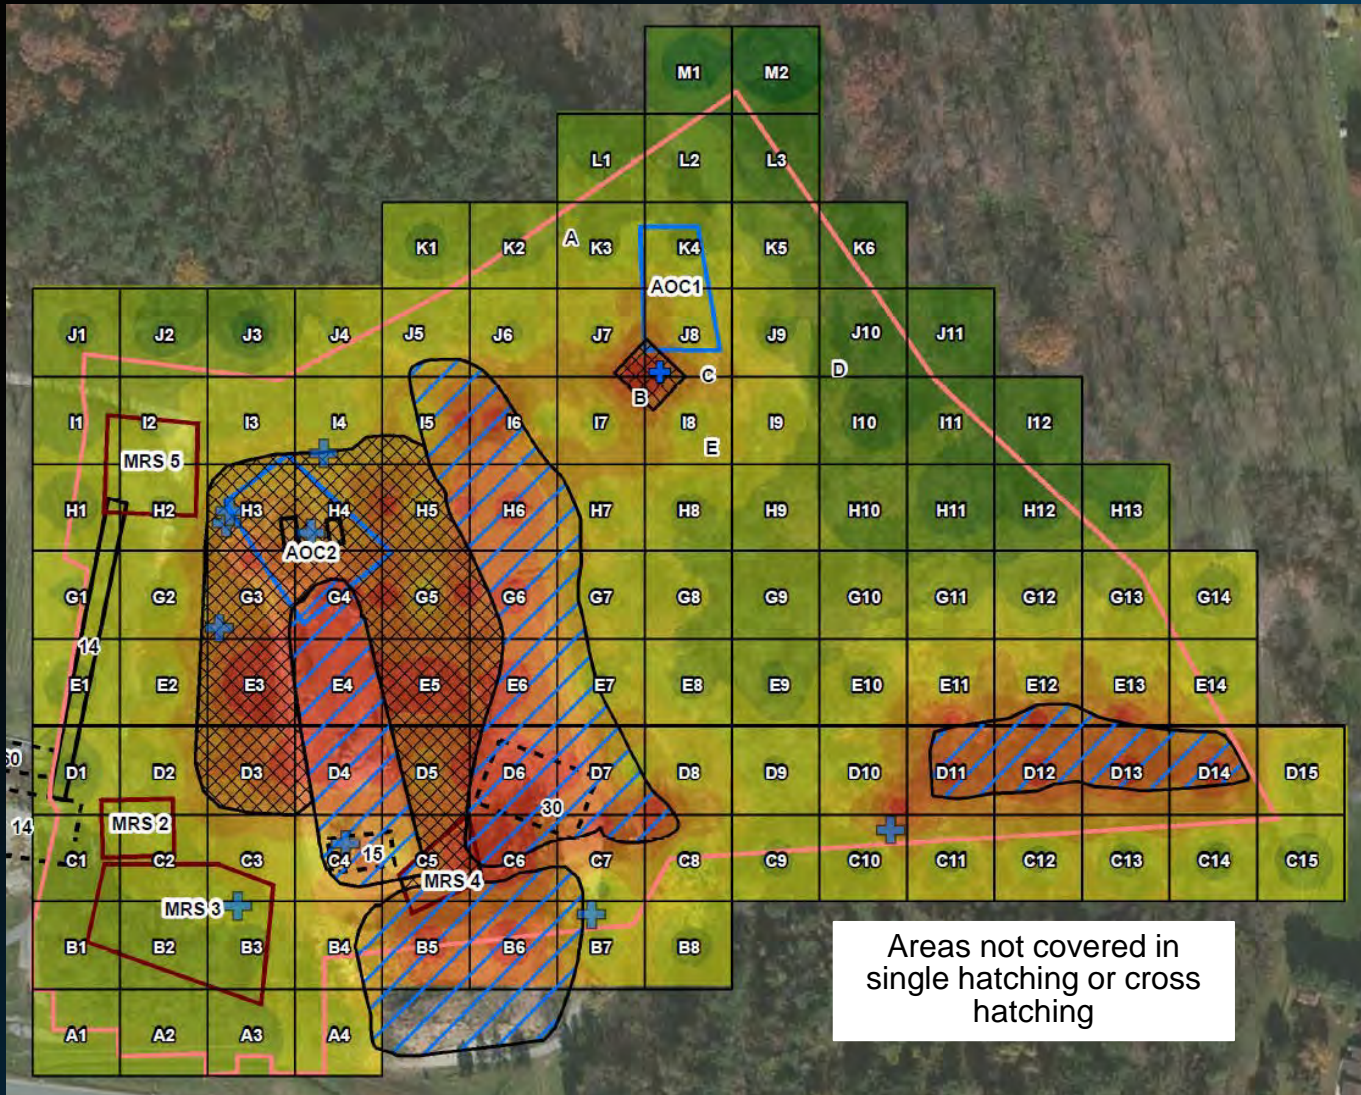 M1 M2
L1 L2 L3
K1 K2 A K3 K4 K5 K6
AOC1
J1 J2 J3 J4 J5 J6 J7 J8 J9 J10 J11
C D
B
I1 I2 I3 I4 I5 I6 I7 I8 I9 I10 I11 I12
E
MRS 5
H1 H2 H3 H4 H5 H6 H7 H8 H9 H10 H11 H12 H13
AOC2
G1 G2 G3 G4 G5 G6 G7 G8 G9 G10 G11 G12 G13 G14
14
E1 E2 E3 E4 E5 E6 E7 E8 E9 E10 E11 E12 E13 E14
D1 D2 D3 D4 D5 D6 D7 D8 D9 D10 D11 D12 D13 D14 D15
30
14 MRS 2
15
C1 C2 C3 C4 C5 C6 C7 C8 C9 C10 C11 C12 C13 C14 C15
MRS 4
MRS 3
B1 B2 B3 B4 B5 B6 B7 B8
A1 A2 A3 A4
Areas not covered in
single hatching or cross
hatching